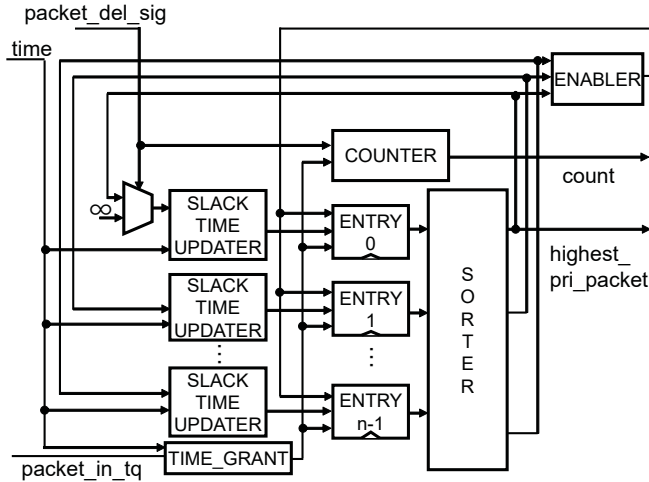 packet_del_sig
time
ENABLER
COUNTER
count
∞
SLACK
TIME
UPDATER
ENTRY
0
highest_
pri_packet
SORTER
SLACK
TIME
UPDATER
ENTRY
1
SLACK
TIME
UPDATER
ENTRY
n-1
TIME_GRANT
packet_in_tq